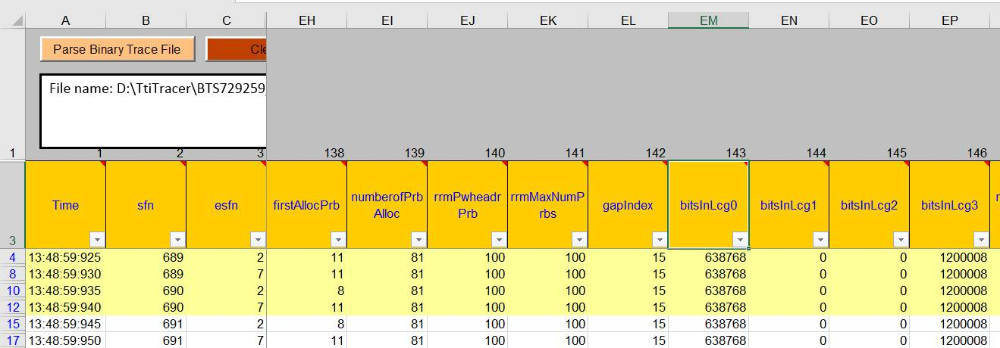 A B C EH EI EJ EK EL EM EN EO EP
Parse Binary Trace File Cle
File name: D:\TtiTracer\BTS729259_
1 1 2 3 138 139 140 141 142 143 144 145 146
numberofPrb rrmPwheadr rrmMaxNumP
Time sfn esfn firstAllocPrb gapIndex bitsInLcg0 bitsInLcg1 bitsInLcg2 bitsInLcg3
Alloc Prb rbs
3
4 13:48:59:925 689 2 11 81 100 100 15 638768 0 0 1200008
8 13:48:59:930 689 7 11 81 100 100 15 638768 0 0 1200008
10 13:48:59:935 690 2 8 81 100 100 15 638768 0 0 1200008
12 13:48:59:940 690 7 11 81 100 100 15 638768 0 0 1200008
15 13:48:59:945 691 2 8 81 100 100 15 638768 0 0 1200008
17 13:48:59:950 691 7 11 81 100 100 15 638768 0 0 1200008